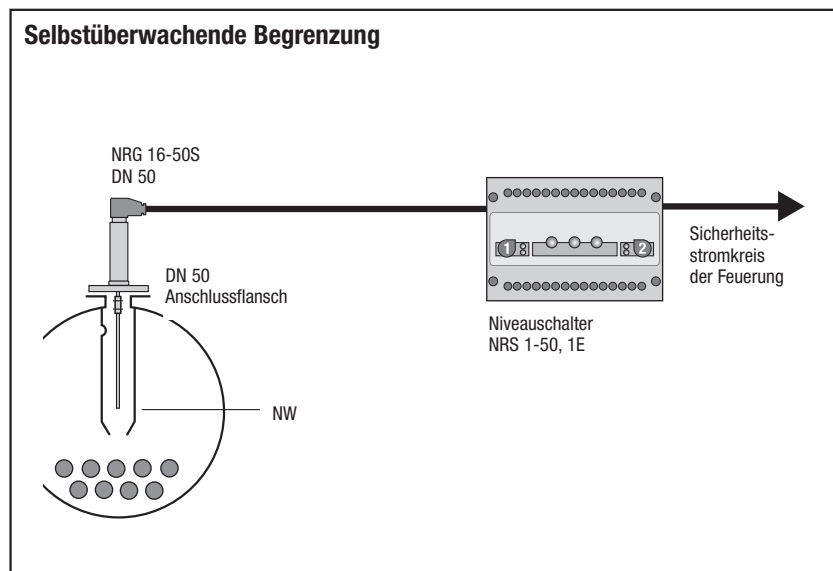 Selbstüberwachende Begrenzung
NRG 16-50S
DN 50
DN 50
Anschlussflansch
NW
1
2
Niveauschalter
NRS 1-50, 1E
Sicherheits-
stromkreis
der Feuerung